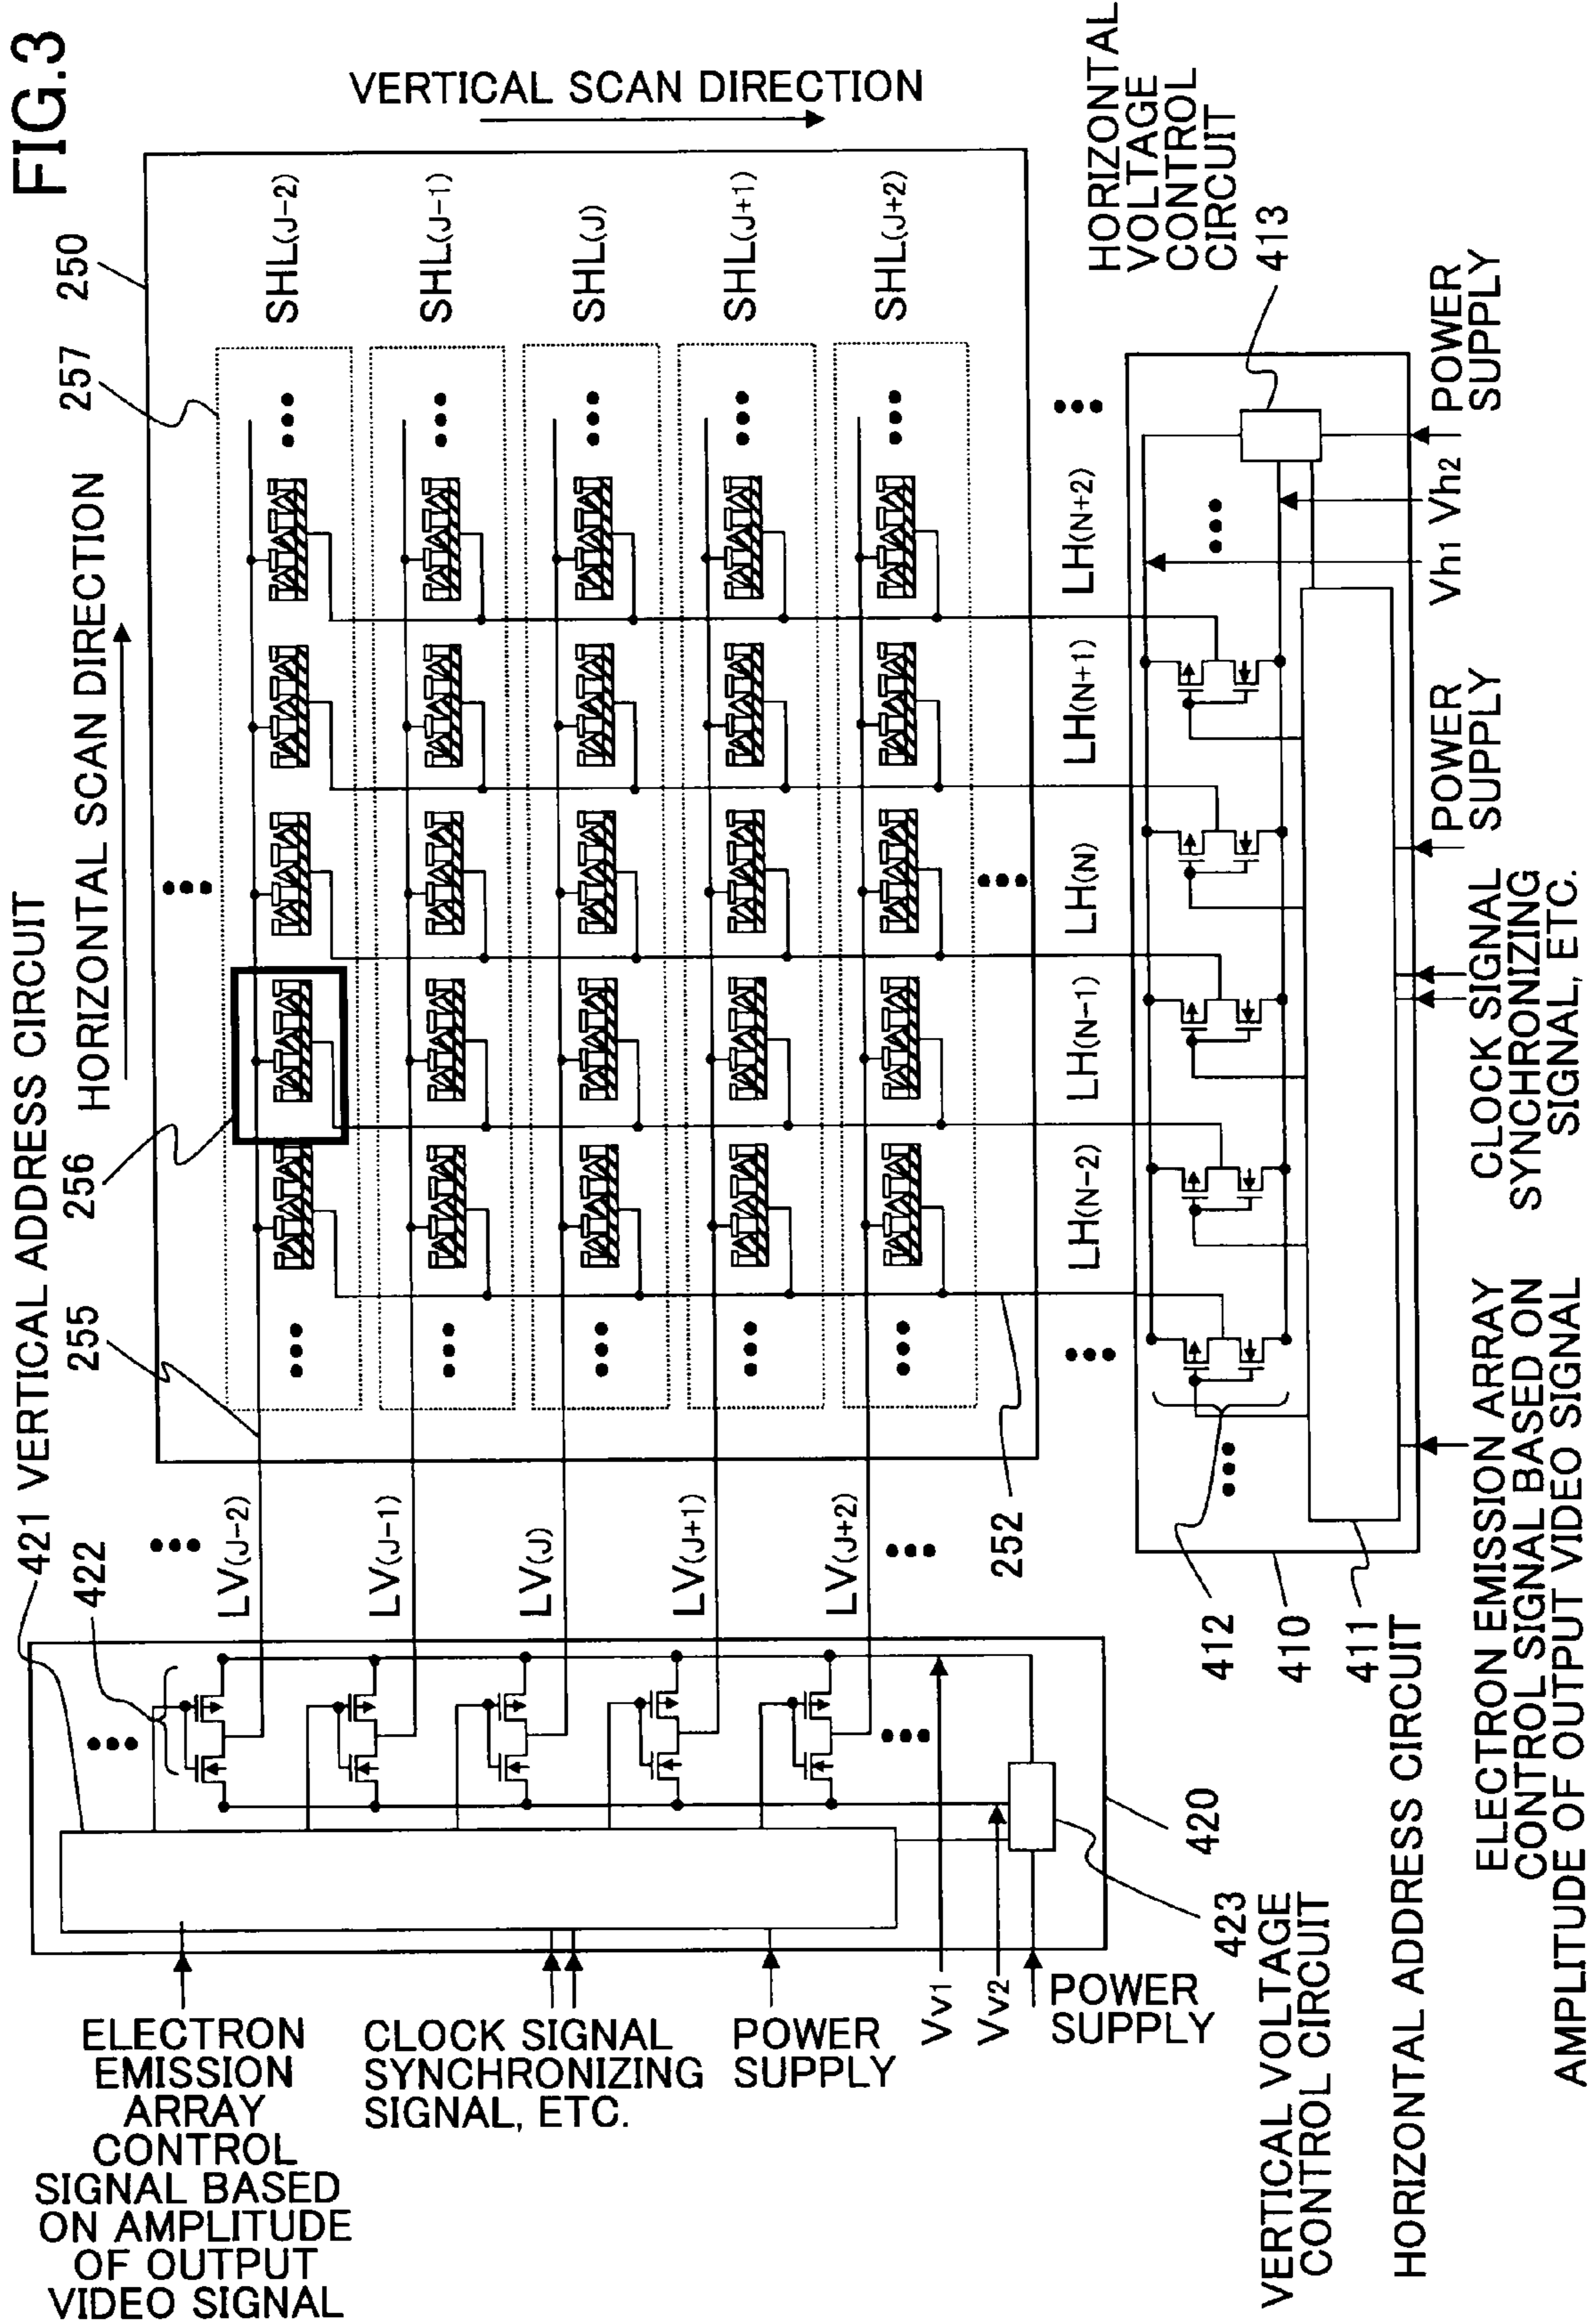 FIG.3
421 VERTICAL ADDRESS CIRCUIT
422
255
256
HORIZONTAL SCAN DIRECTION
257
250
VERTICAL SCAN DIRECTION
LV(J-2)
LV(J-1)
LV(J)
LV(J+1)
LV(J+2)
SHL(J-2)
SHL(J-1)
SHL(J)
SHL(J+1)
SHL(J+2)
252
LH(N-2)
LH(N-1)
LH(N)
LH(N+1)
LH(N+2)
HORIZONTAL
VOLTAGE
CONTROL
CIRCUIT
413
ELECTRON
EMISSION
ARRAY
CONTROL
SIGNAL BASED
ON AMPLITUDE
OF OUTPUT
VIDEO SIGNAL
CLOCK SIGNAL
SYNCHRONIZING
SIGNAL, ETC.
POWER
SUPPLY
Vv1
Vv2
POWER
SUPPLY
420
423
VERTICAL VOLTAGE
CONTROL CIRCUIT
412
410
411
HORIZONTAL ADDRESS CIRCUIT
ELECTRON EMISSION ARRAY
CONTROL SIGNAL BASED ON
AMPLITUDE OF OUTPUT VIDEO SIGNAL
CLOCK SIGNAL
SYNCHRONIZING
SIGNAL, ETC.
POWER
SUPPLY
Vh1
Vh2
POWER
SUPPLY